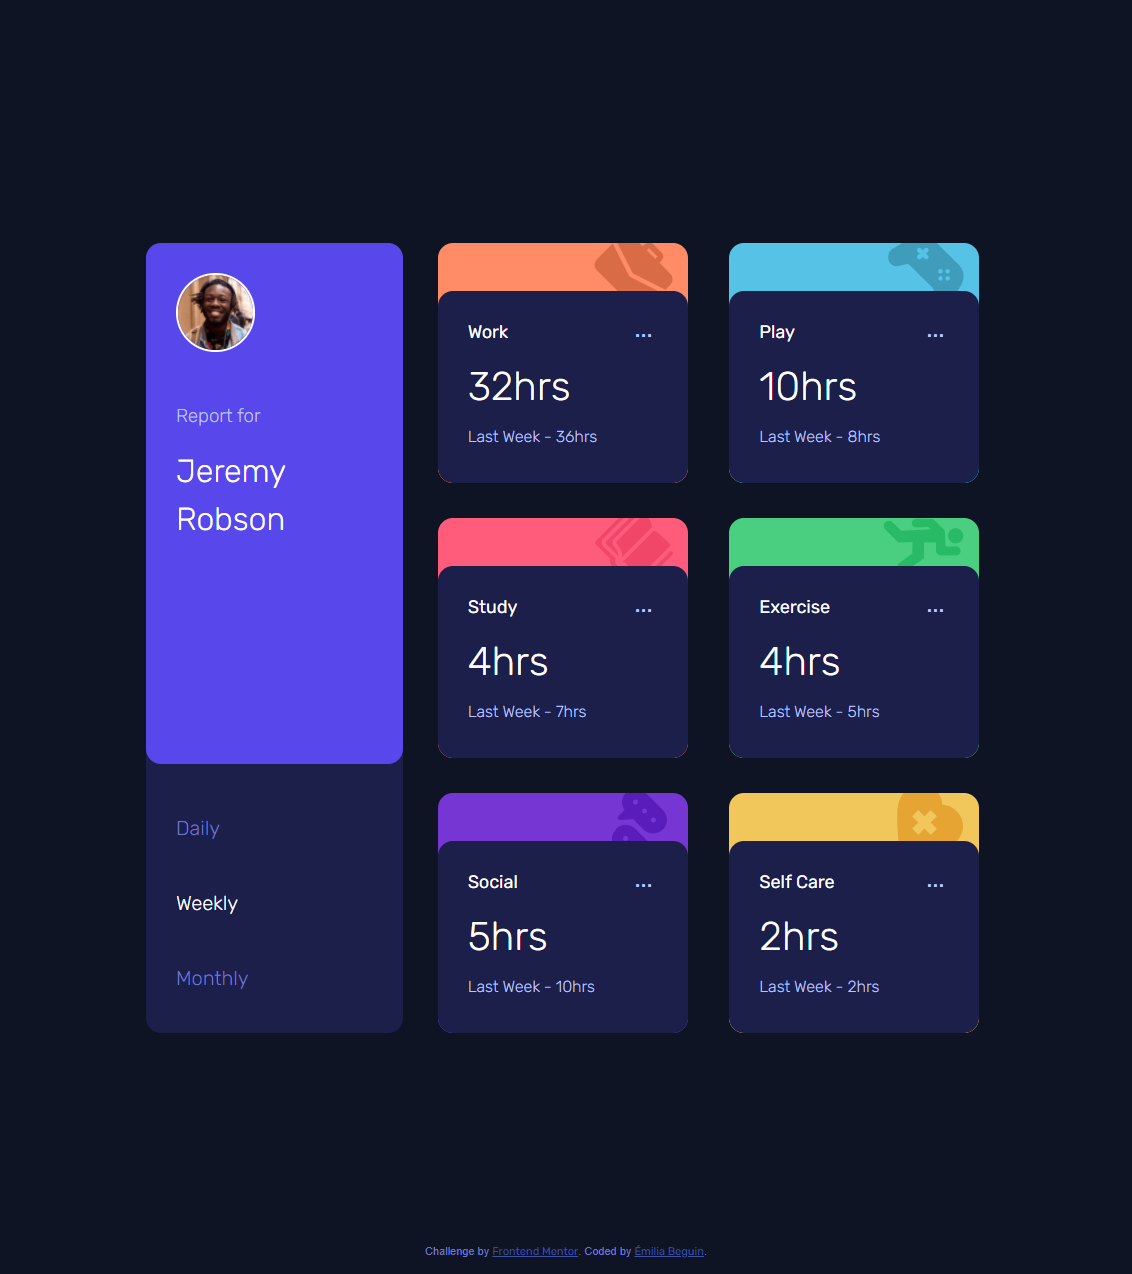 Report for
Jeremy
Robson
Daily
Weekly
Monthly
Work ...
32hrs
Last Week - 36hrs
Play ...
10hrs
Last Week - 8hrs
Study ...
4hrs
Last Week - 7hrs
Exercise ...
4hrs
Last Week - 5hrs
Social ...
5hrs
Last Week - 10hrs
Self Care ...
2hrs
Last Week - 2hrs
Challenge by Frontend Mentor. Coded by Émilia Beguin.